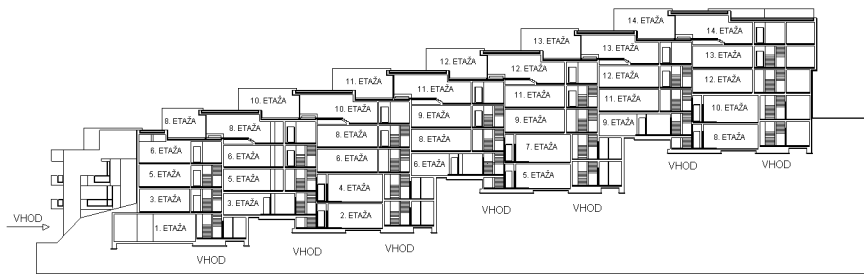 14. ETAŽA
14. ETAŽA
13. ETAŽA
13. ETAŽA
13. ETAŽA
12. ETAŽA
12. ETAŽA
12. ETAŽA
12. ETAŽA
11. ETAŽA
11. ETAŽA
11. ETAŽA
11. ETAŽA
10. ETAŽA
10. ETAŽA
10. ETAŽA
9. ETAŽA
9. ETAŽA
9. ETAŽA
8. ETAŽA
8. ETAŽA
8. ETAŽA
8. ETAŽA
8. ETAŽA
7. ETAŽA
6. ETAŽA
6. ETAŽA
6. ETAŽA
6. ETAŽA
5. ETAŽA
5. ETAŽA
5. ETAŽA
4. ETAŽA
3. ETAŽA
3. ETAŽA
2. ETAŽA
1. ETAŽA
VHOD
VHOD
VHOD
VHOD
VHOD
VHOD
VHOD
VHOD